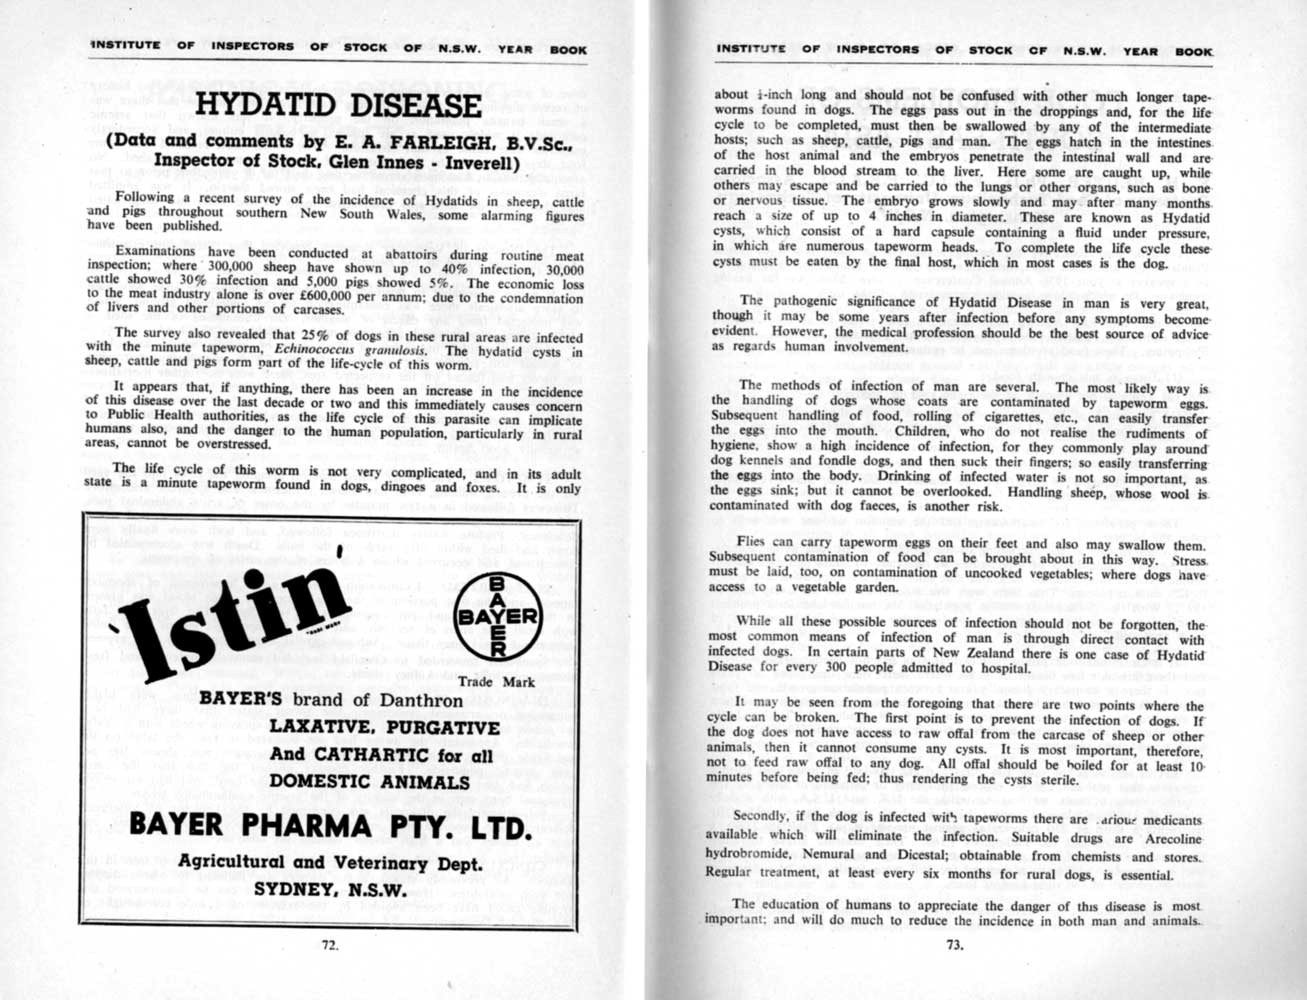 INSTITUTE OF INSPECTORS OF STOCK OF N.S.W. YEAR BOOK
HYDATID DISEASE
(Data and comments by E. A. FARLEIGH, B.V.Sc.,
Inspector of Stock, Glen Innes - Inverell)
Following a recent survey of the incidence of Hydatids in sheep, cattle
and pigs throughout southern New South Wales, some alarming figures
have been published.
Examinations have been conducted at abattoirs during routine meat
inspection; where 300,000 sheep have shown up to 40% infection, 30,000
cattle showed 30% infection and 5,000 pigs showed 5%. The economic loss
to the meat industry alone is over £600,000 per annum; due to the condemnation
of livers and other portions of carcases.
The survey also revealed that 25% of dogs in these rural areas are infected
with the minute tapeworm, Echinococcus granulosis. The hydatid cysts in
sheep, cattle and pigs form part of the life-cycle of this worm.
It appears that, if anything, there has been an increase in the incidence
of this disease over the last decade or two and this immediately causes concern
to Public Health authorities, as the life cycle of this parasite can implicate
humans also, and the danger to the human population, particularly in rural
areas, cannot be overstressed.
The life cycle of this worm is not very complicated, and in its adult
state is a minute tapeworm found in dogs, dingoes and foxes. It is only
'Istin'
BAYER
BAYER
Trade Mark
BAYER'S brand of Danthron
LAXATIVE, PURGATIVE
And CATHARTIC for all
DOMESTIC ANIMALS
BAYER PHARMA PTY. LTD.
Agricultural and Veterinary Dept.
SYDNEY, N.S.W.
72.
INSTITUTE OF INSPECTORS OF STOCK OF N.S.W. YEAR BOOK
about -inch long and should not be confused with other much longer tape-
worms found in dogs. The eggs pass out in the droppings and, for the life
cycle to be completed, must then be swallowed by any of the intermediate
hosts; such as sheep, cattle, pigs and man. The eggs hatch in the intestines
of the host animal and the embryos penetrate the intestinal wall and are
carried in the blood stream to the liver. Here some are caught up, while
others may escape and be carried to the lungs or other organs, such as bone
or nervous tissue. The embryo grows slowly and may after many months
reach a size of up to 4 inches in diameter. These are known as Hydatid
cysts, which consist of a hard capsule containing a fluid under pressure,
in which are numerous tapeworm heads. To complete the life cycle these
cysts must be eaten by the final host, which in most cases is the dog.
The pathogenic significance of Hydatid Disease in man is very great,
though it may be some years after infection before any symptoms become
evident. However, the medical profession should be the best source of advice
as regards human involvement.
The methods of infection of man are several. The most likely way is
the handling of dogs whose coats are contaminated by tapeworm eggs.
Subsequent handling of food, rolling of cigarettes, etc., can easily transfer
the eggs into the mouth. Children, who do not realise the rudiments of
hygiene, show a high incidence of infection, for they commonly play around
dog kennels and fondle dogs, and then suck their fingers; so easily transferring
the eggs into the body. Drinking of infected water is not so important, as
the eggs sink; but it cannot be overlooked. Handling sheep, whose wool is
contaminated with dog faeces, is another risk.
Flies can carry tapeworm eggs on their feet and also may swallow them.
Subsequent contamination of food can be brought about in this way. Stress
must be laid, too, on contamination of uncooked vegetables; where dogs have
access to a vegetable garden.
While all these possible sources of infection should not be forgotten, the
most common means of infection of man is through direct contact with
infected dogs. In certain parts of New Zealand there is one case of Hydatid
Disease for every 300 people admitted to hospital.
It may be seen from the foregoing that there are two points where the
cycle can be broken. The first point is to prevent the infection of dogs. If
the dog does not have access to raw offal from the carcase of sheep or other
animals, then it cannot consume any cysts. It is most important, therefore,
not to feed raw offal to any dog. All offal should be boiled for at least 10
minutes before being fed; thus rendering the cysts sterile.
Secondly, if the dog is infected with tapeworms there are various medicants
available which will eliminate the infection. Suitable drugs are Arecoline
hydrobromide, Nemural and Dicestal; obtainable from chemists and stores.
Regular treatment, at least every six months for rural dogs, is essential.
The education of humans to appreciate the danger of this disease is most
important; and will do much to reduce the incidence in both man and animals.
73.